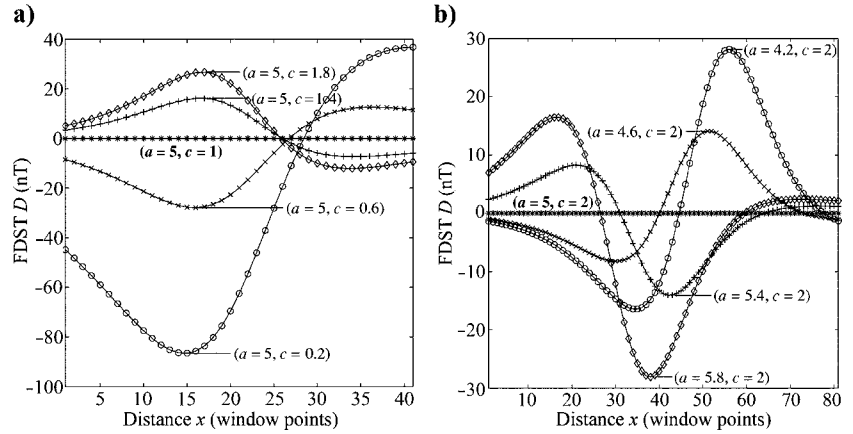 a)
40
20
0
−20
−40
−60
−80
−100
FDST D (nT)
(a = 5, c = 1.8)
(a = 5, c = 1.4)
(a = 5, c = 1)
(a = 5, c = 0.6)
(a = 5, c = 0.2)
5 10 15 20 25 30 35 40
Distance x (window points)
b)
30
20
10
0
−10
−20
−30
FDST D (nT)
(a = 4.2, c = 2)
(a = 4.6, c = 2)
(a = 5, c = 2)
(a = 5.4, c = 2)
(a = 5.8, c = 2)
10 20 30 40 50 60 70 80
Distance x (window points)